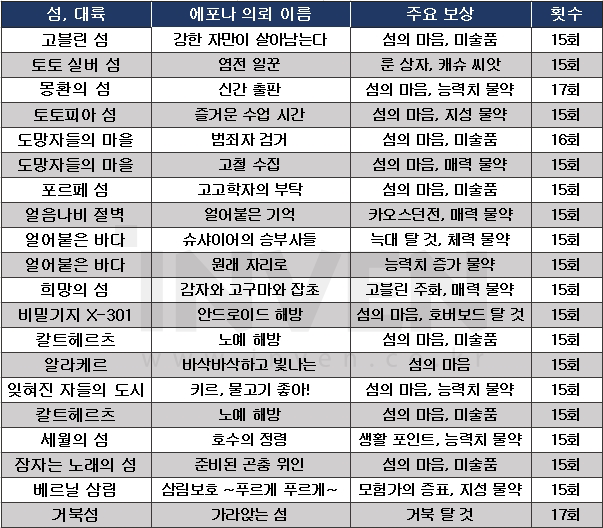 섬, 대륙 에포나 의뢰 이름 주요 보상 횟수
고블린 섬 강한 자만이 살아남는다 섬의 마음, 미술품 15회
토토 실버 섬 염전 일꾼 룬 상자, 캐슈 씨앗 15회
몽환의 섬 신간 출판 섬의 마음, 능력치 물약 17회
토토피아 섬 즐거운 수업 시간 섬의 마음, 지성 물약 15회
도망자들의 마을 범죄자 검거 섬의 마음, 미술품 16회
도망자들의 마을 고철 수집 섬의 마음, 매력 물약 15회
포르페 섬 고고학자의 부탁 섬의 마음, 미술품 15회
얼음나비 절벽 얼어붙은 기억 카오스던전, 매력 물약 15회
얼어붙은 바다 슈샤이어의 승부사들 늑대 탈 것, 체력 물약 15회
얼어붙은 바다 원래 자리로 능력치 증가 물약 15회
희망의 섬 감자와 고구마와 잡초 고블린 주화, 매력 물약 15회
비밀기지 X-301 안드로이드 해방 섬의 마음, 호버보드 탈 것 15회
칼트헤르츠 노예 해방 섬의 마음, 미술품 15회
알라케르 바삭바삭하고 빛나는 섬의 마음 15회
잊혀진 자들의 도시 키르, 물고기 좋아! 섬의 마음, 능력치 물약 15회
칼트헤르츠 노예 해방 섬의 마음, 미술품 15회
세월의 섬 호수의 정령 생활 포인트, 능력치 물약 15회
잠자는 노래의 섬 준비된 곤충 위인 섬의 마음, 미술품 15회
베르닐 삼림 삼림보호 ~푸르게 푸르게~ 모험가의 증표, 지성 물약 15회
거북섬 가라앉는 섬 거북 탈 것 17회
INVEN